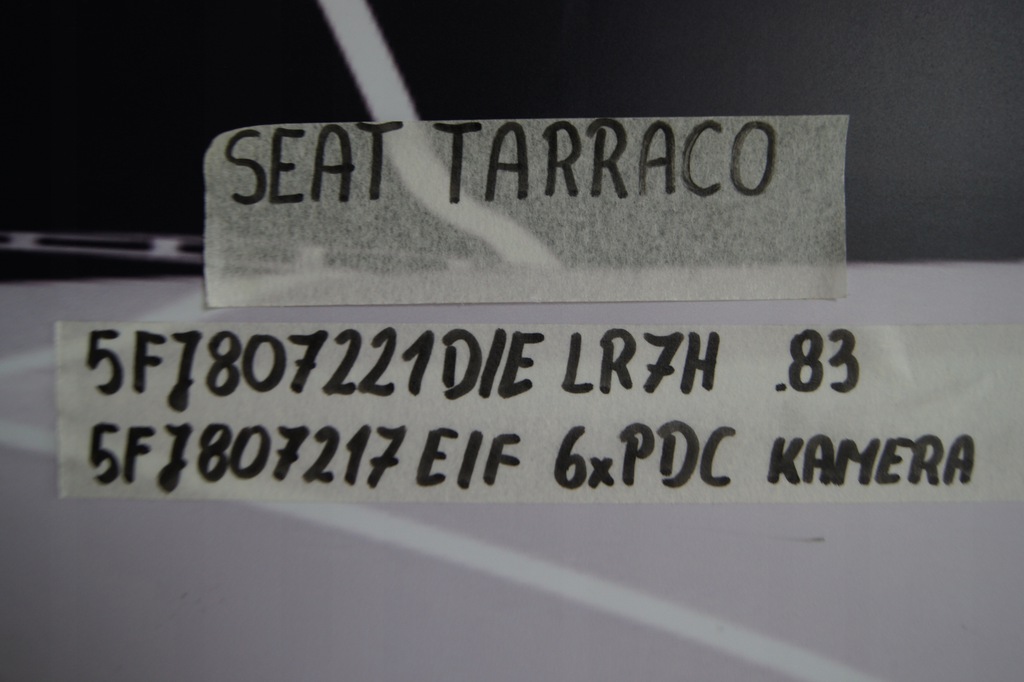 SEAT TARRACO
5FJ807221D/E LR7H .83
5FJ807217E/F 6xPDC KAMERA